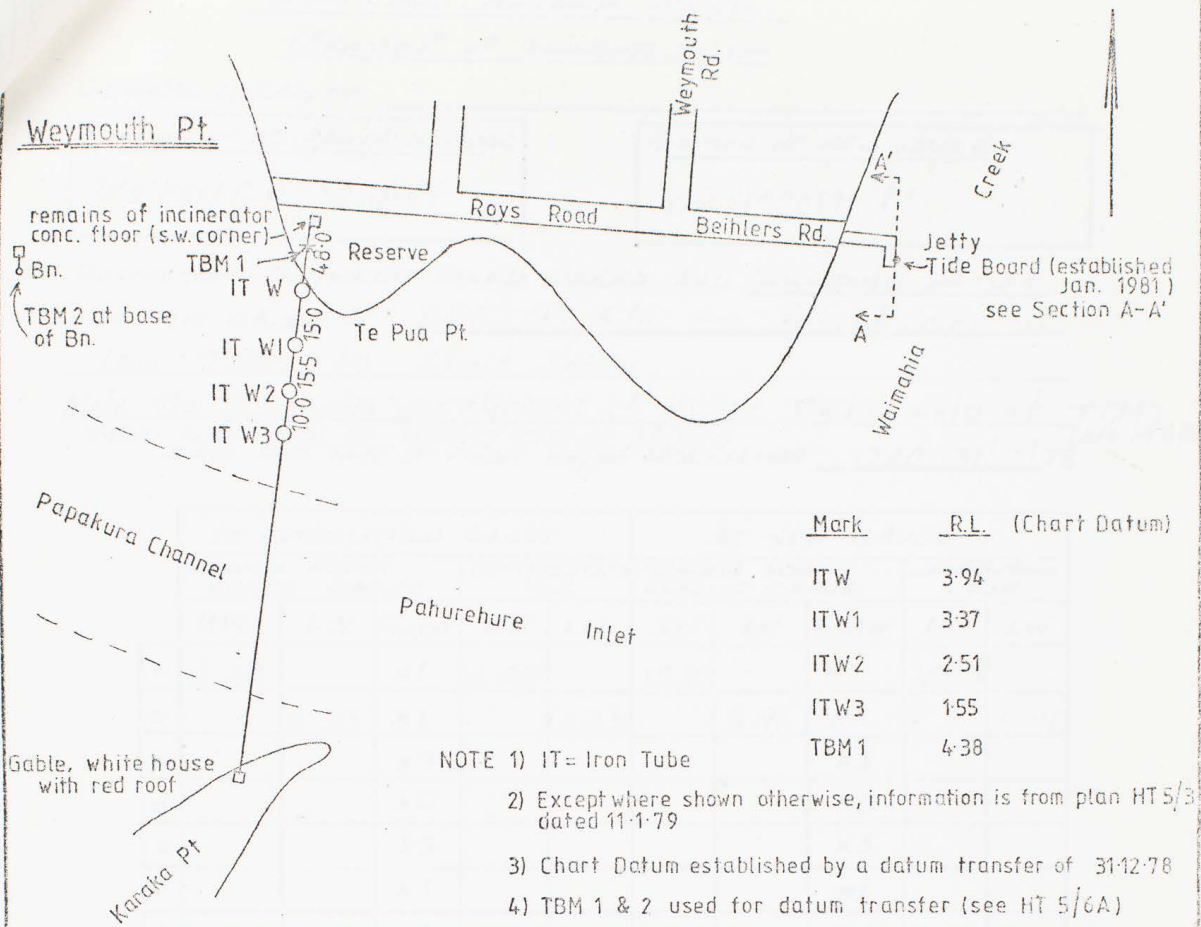 Weymouth Pt.
Weymouth
Rd.
Creek
A'
remains of incinerator
conc. floor (s.w. corner)
Roys Road
Beihlers Rd.
TBM 1
48·0
Reserve
Jetty
Tide Board (established
Jan. 1981)
see Section A-A'
Bn.
IT W
TBM 2 at base
of Bn.
15·0
Te Pua Pt.
A
IT W1
15·5
IT W2
10·0
IT W3
Waimahia
Papakura Channel
Pahurehure Inlet
Mark R.L. (Chart Datum)
ITW 3·94
ITW1 3·37
ITW2 2·51
ITW3 1·55
TBM1 4·38
Gable, white house
with red roof
Karaka Pt
NOTE 1) IT= Iron Tube
2) Except where shown otherwise, information is from plan HT 5/3
dated 11·1·79
3) Chart Datum established by a datum transfer of 31·12·78
4) TBM 1 & 2 used for datum transfer (see HT 5/6A)